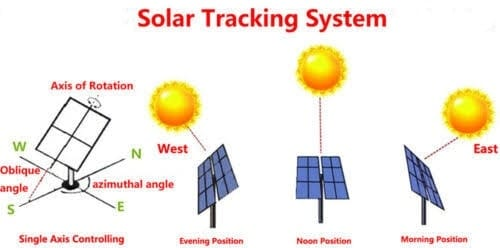 Solar Tracking System
Axis of Rotation
W
N
Oblique
angle
azimuthal angle
S
E
Single Axis Controlling
West
Evening Position
Noon Position
East
Morning Position